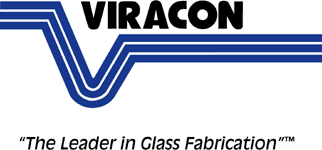 VIRACON
“The Leader in Glass Fabrication”™